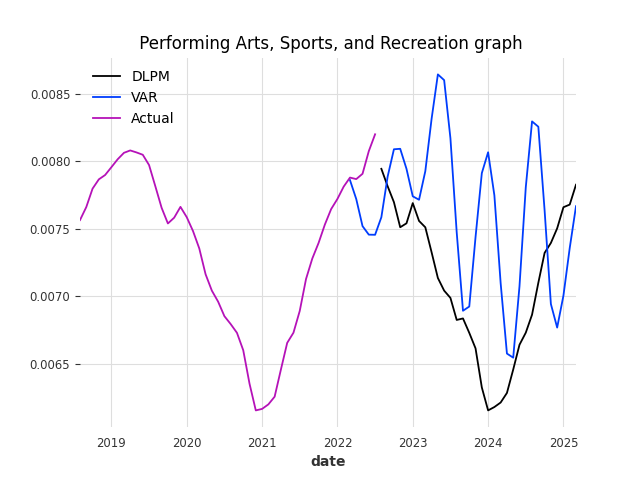 Performing Arts, Sports, and Recreation graph
DLPM
VAR
Actual
0.0085
0.0080
0.0075
0.0070
0.0065
2019 2020 2021 2022 2023 2024 2025
date